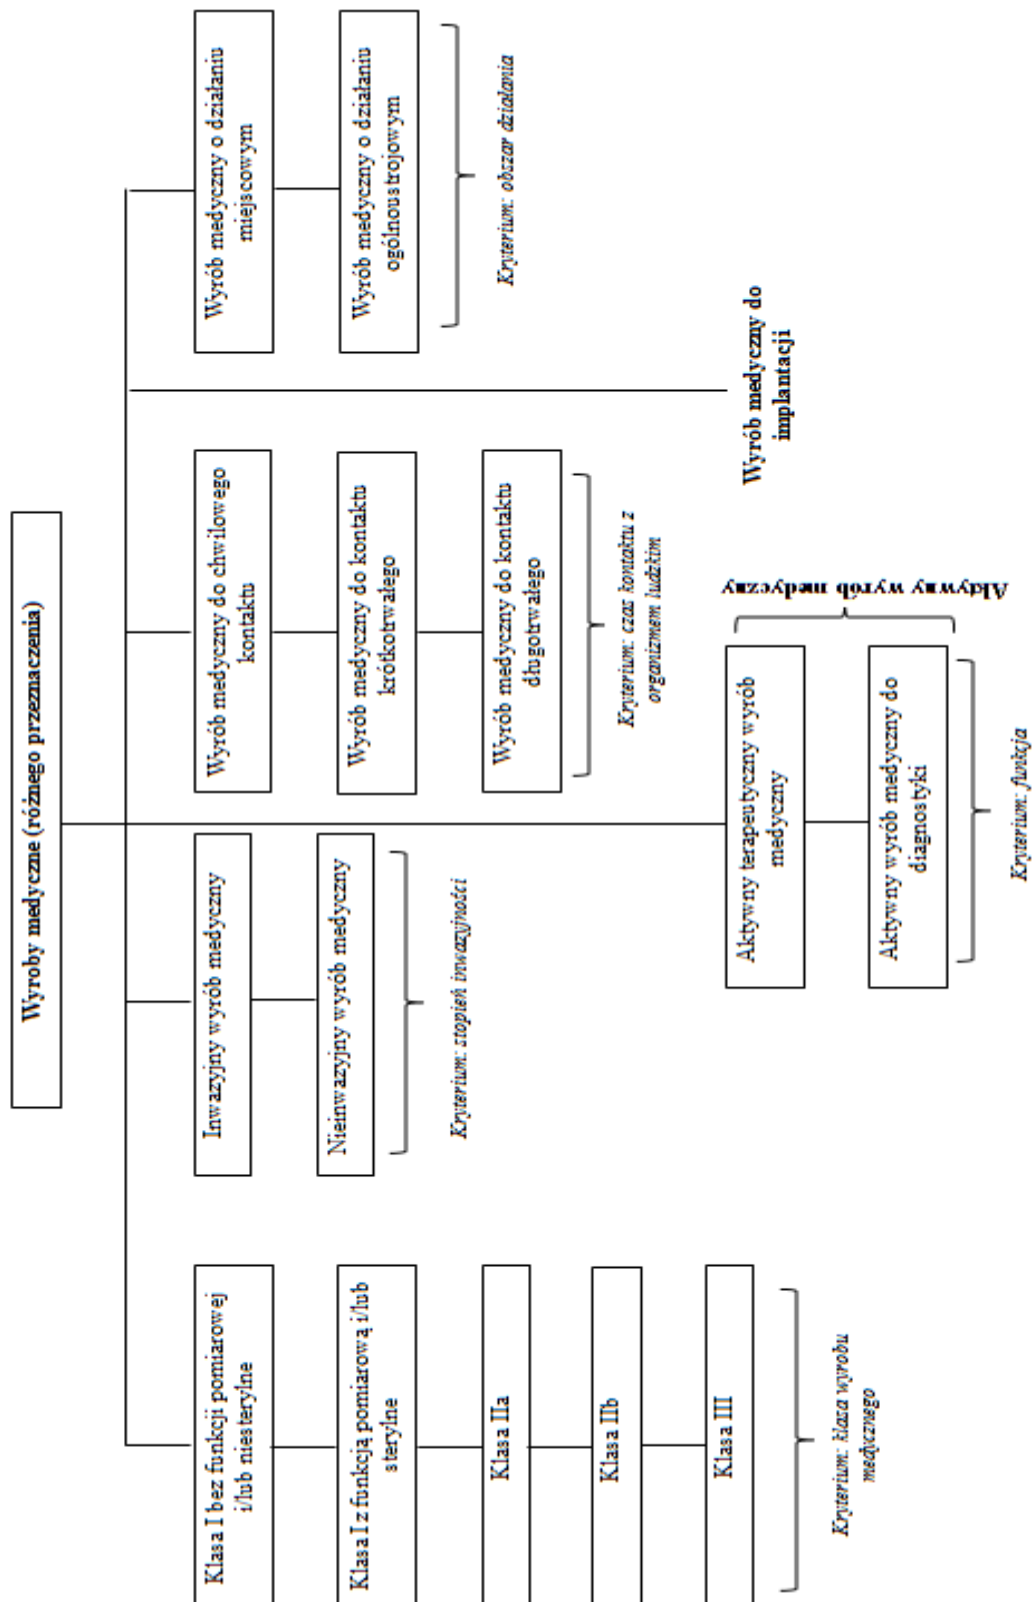 Wyroby medyczne (różnego przeznaczenia)
Klasa I bez funkcji pomiarowej
i/lub niesterylne
Klasa I z funkcją pomiarową i/lub
sterylne
Klasa IIa
Klasa IIb
Klasa III
Kryterium: klasa wyrobu
medycznego
Inwazyjny wyrób medyczny
Nieinwazyjny wyrób medyczny
Kryterium: stopień inwazyjności
Aktywny terapeutyczny wyrób
medyczny
Aktywny wyrób medyczny do
diagnostyki
Aktywny wyrób medyczny
Kryterium: funkcja
Wyrób medyczny do chwilowego
kontaktu
Wyrób medyczny do kontaktu
krótkotrwałego
Wyrób medyczny do kontaktu
długotrwałego
Kryterium: czas kontaktu z
organizmem ludzkim
Wyrób medyczny do
implantacji
Wyrób medyczny o działaniu
miejscowym
Wyrób medyczny o działaniu
ogólnoustrojowym
Kryterium: obszar działania